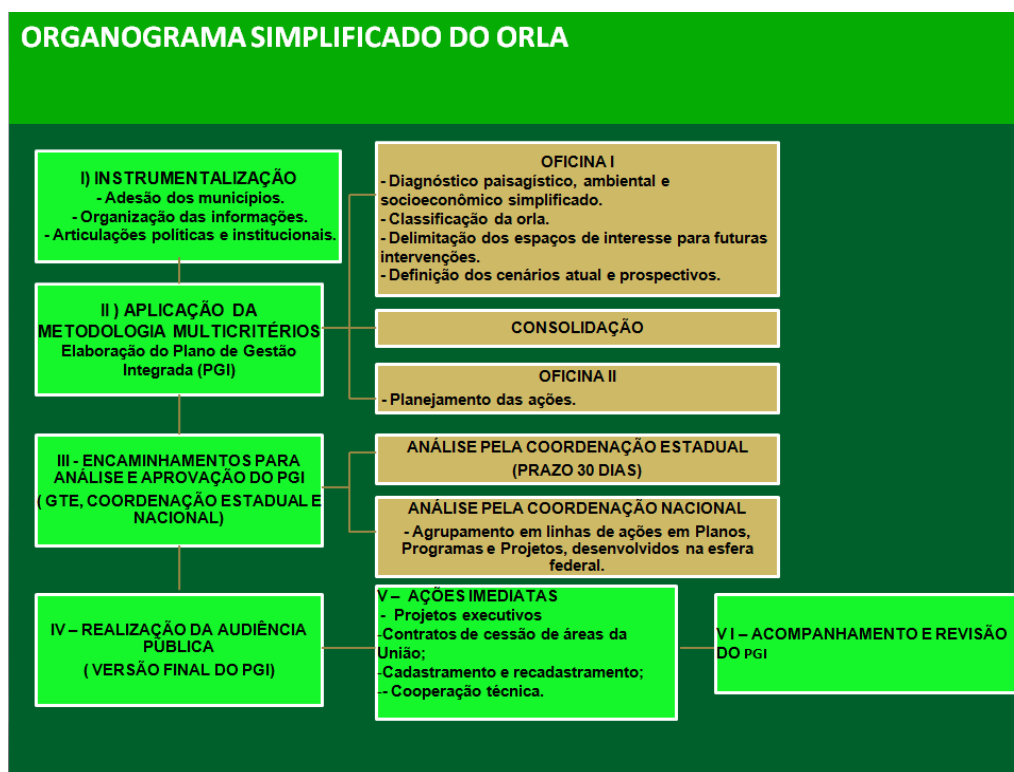 ORGANOGRAMA SIMPLIFICADO DO ORLA
I) INSTRUMENTALIZAÇÃO
- Adesão dos municípios.
- Organização das informações.
- Articulações políticas e institucionais.
OFICINA I
- Diagnóstico paisagístico, ambiental e
socioeconômico simplificado.
- Classificação da orla.
- Delimitação dos espaços de interesse para futuras
intervenções.
- Definição dos cenários atual e prospectivos.
II ) APLICAÇÃO DA
METODOLOGIA MULTICRITÉRIOS
Elaboração do Plano de Gestão
Integrada (PGI)
CONSOLIDAÇÃO
OFICINA II
- Planejamento das ações.
III - ENCAMINHAMENTOS PARA
ANÁLISE E APROVAÇÃO DO PGI
( GTE, COORDENAÇÃO ESTADUAL E
NACIONAL)
ANÁLISE PELA COORDENAÇÃO ESTADUAL
(PRAZO 30 DIAS)
ANÁLISE PELA COORDENAÇÃO NACIONAL
- Agrupamento em linhas de ações em Planos,
Programas e Projetos, desenvolvidos na esfera
federal.
IV – REALIZAÇÃO DA AUDIÊNCIA
PÚBLICA
( VERSÃO FINAL DO PGI)
V – AÇÕES IMEDIATAS
- Projetos executivos
-Contratos de cessão de áreas da
União;
-Cadastramento e recadastramento;
-- Cooperação técnica.
V I – ACOMPANHAMENTO E REVISÃO
DO PGI